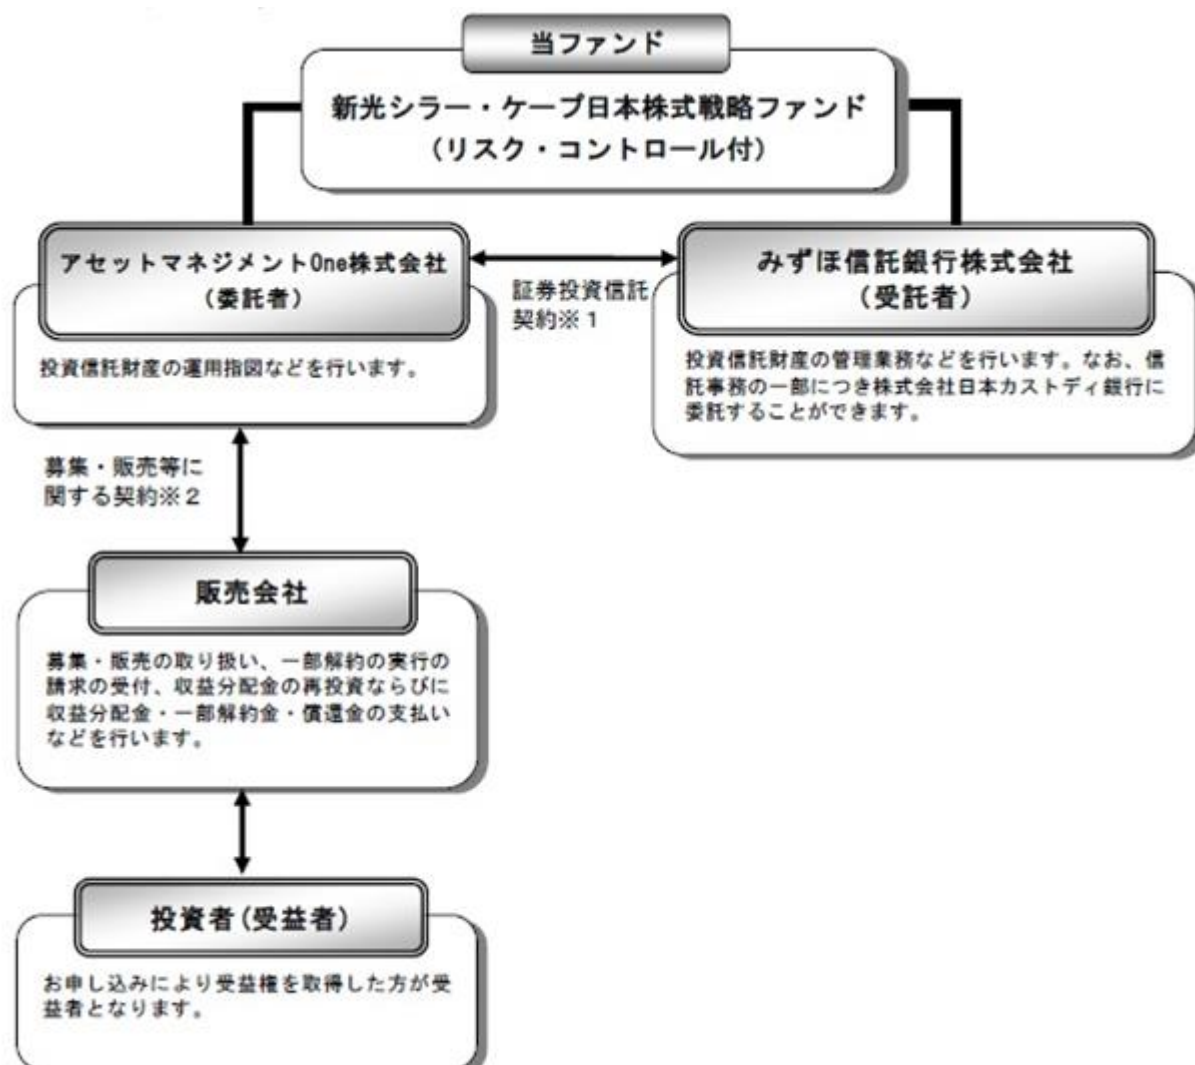 当ファンド
新光シラー・ケープ日本株式戦略ファンド
（リスク・コントロール付）
アセットマネジメントOne株式会社
（委託者）
投資信託財産の運用指図などを行います。
証券投資信託
契約※１
みずほ信託銀行株式会社
（受託者）
投資信託財産の管理業務などを行います。なお、信
託事務の一部につき株式会社日本カストディ銀行に
委託することができます。
募集・販売等に
関する契約※２
販売会社
募集・販売の取り扱い、一部解約の実行の
請求の受付、収益分配金の再投資ならびに
収益分配金・一部解約金・償還金の支払い
などを行います。
投資者(受益者)
お申し込みにより受益権を取得した方が受
益者となります。